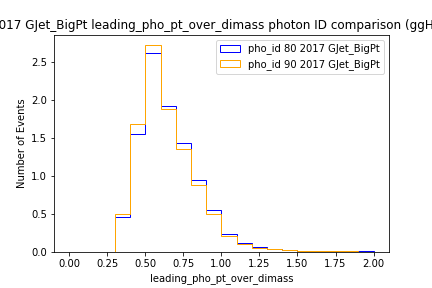 017 GJet_BigPt leading_pho_pt_over_dimass photon ID comparison (ggH
pho_id 80 2017 GJet_BigPt
pho_id 90 2017 GJet_BigPt
Number of Events
2.5
2.0
1.5
1.0
0.5
0.0
0.00 0.25 0.50 0.75 1.00 1.25 1.50 1.75 2.00
leading_pho_pt_over_dimass